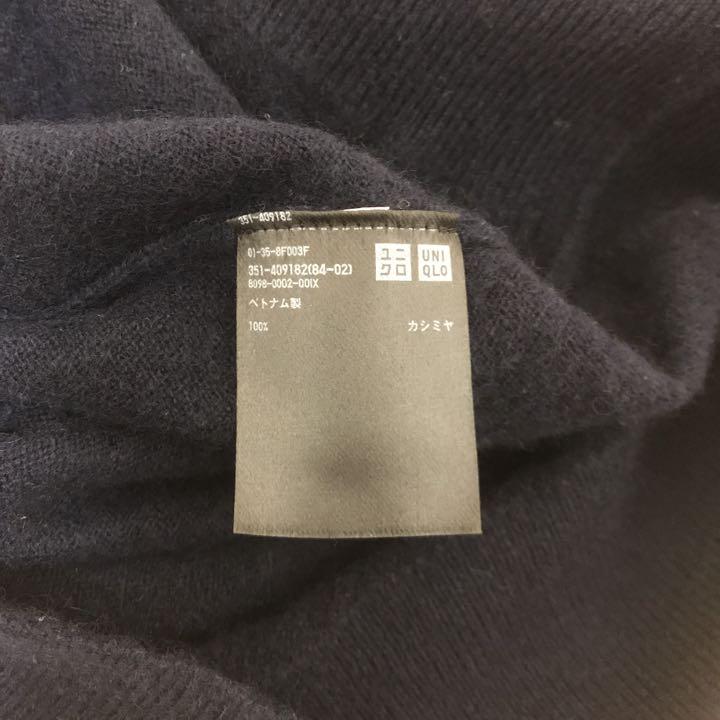 351-409182
01-35-8F003F
351-409182(84-02)
8098-0002-001X
ベトナム製
100% カシミヤ
ユニ
クロ
UNI
QLO